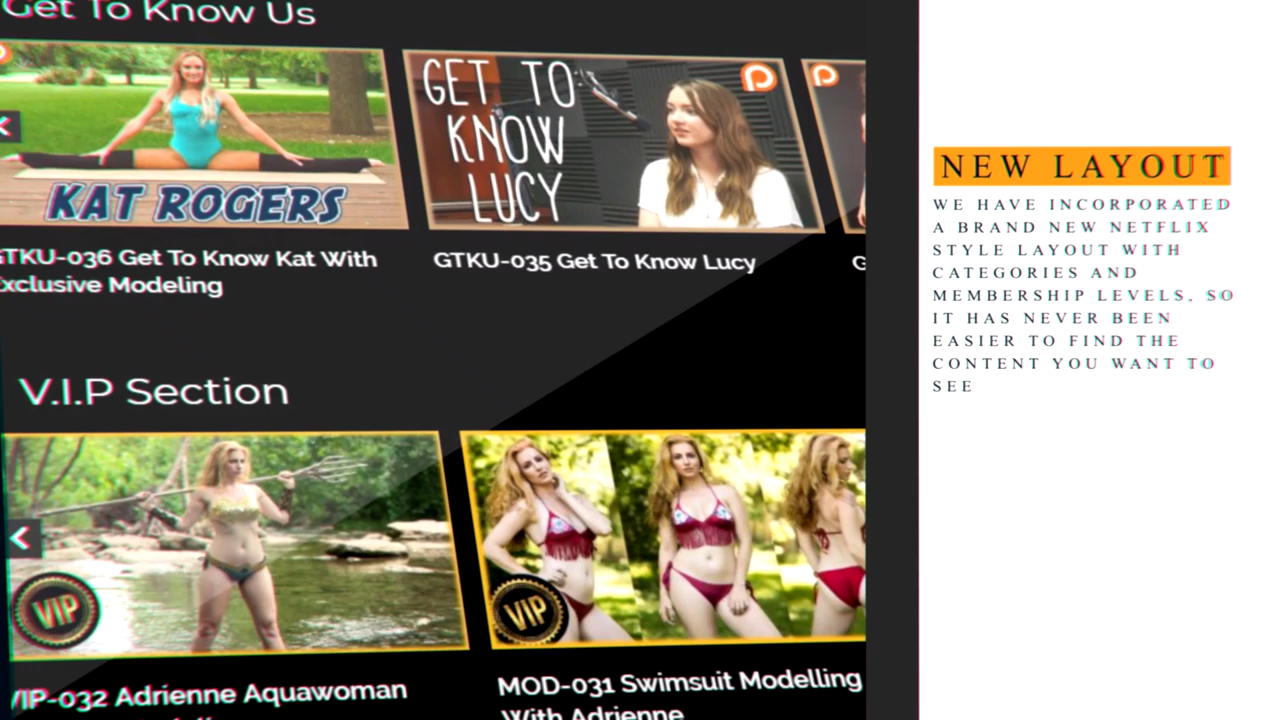 Get To Know Us
KAT ROGERS
GET TO
KNOW
LUCY
GTKU-036 Get To Know Kat With
Exclusive Modeling
GTKU-035 Get To Know Lucy
G
V.I.P Section
VIP
VIP
VIP-032 Adrienne Aquawoman
MOD-031 Swimsuit Modelling
With Adrienne
NEW LAYOUT
WE HAVE INCORPORATED
A BRAND NEW NETFLIX
STYLE LAYOUT WITH
CATEGORIES AND
MEMBERSHIP LEVELS, SO
IT HAS NEVER BEEN
EASIER TO FIND THE
CONTENT YOU WANT TO
SEE